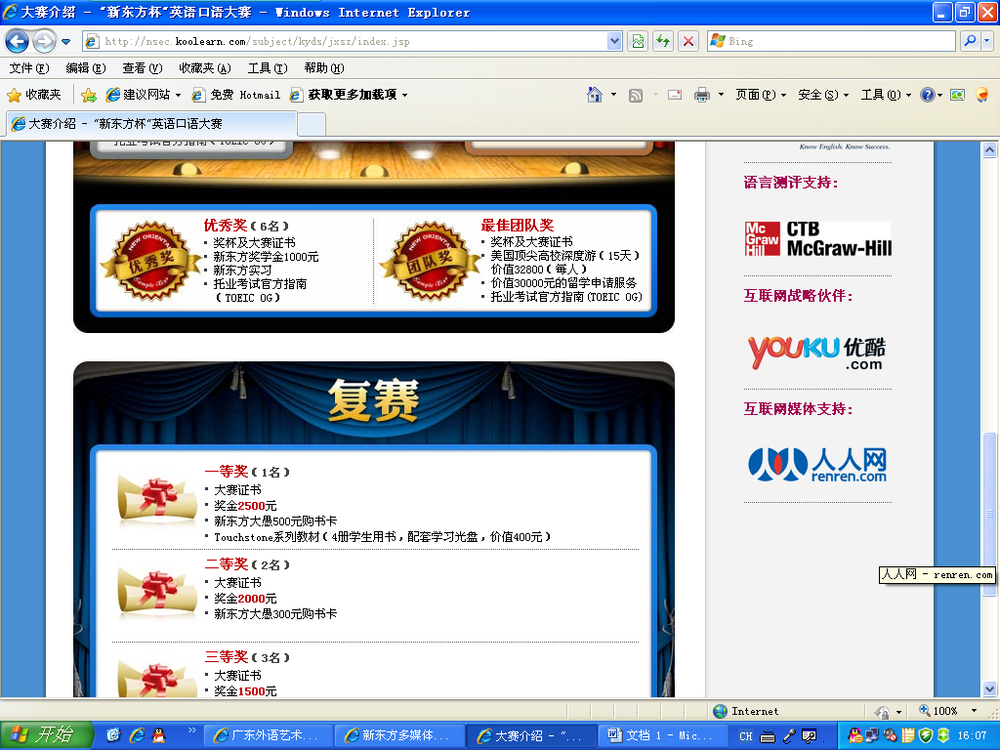 大赛介绍 - "新东方杯"英语口语大赛 - Windows Internet Explorer
http://nsec.koolearn.com/subject/kyds/jxsz/index.jsp
Bing
文件(F) 编辑(E) 查看(V) 收藏夹(A) 工具(T) 帮助(H)
收藏夹 建议网站 免费 Hotmail 获取更多加载项
页面(P) 安全(S) 工具(O)
大赛介绍 - "新东方杯"英语口语大赛
托业考试官方指南(TOEIC OG)
NEW ORIENTAL
优秀奖
Sample Text
优秀奖(6名)
· 奖杯及大赛证书
· 新东方奖学金1000元
· 新东方实习
· 托业考试官方指南
(TOEIC OG)
NEW ORIENTAL
团队奖
Sample Text
最佳团队奖
· 奖杯及大赛证书
· 美国顶尖高校深度游(15天)
价值32800(每人)
· 价值30000元的留学申请服务
· 托业考试官方指南(TOEIC OG)
复赛
一等奖(1名)
· 大赛证书
· 奖金2500元
· 新东方大愚500元购书卡
· Touchstone系列教材(4册学生用书,配套学习光盘,价值400元)
二等奖(2名)
· 大赛证书
· 奖金2000元
· 新东方大愚300元购书卡
三等奖(3名)
· 大赛证书
· 奖金1500元
Know English. Know Success.
语言测评支持:
Mc Graw Hill
CTB
McGraw-Hill
互联网战略伙伴:
YOUKU 优酷
.com
互联网媒体支持:
人人网
renren.com
人人网 - renren.com
Internet
100%
开始
广东外语艺术...
新东方多媒体...
大赛介绍 - "...
文档 1 - Mic...
CH
16:07